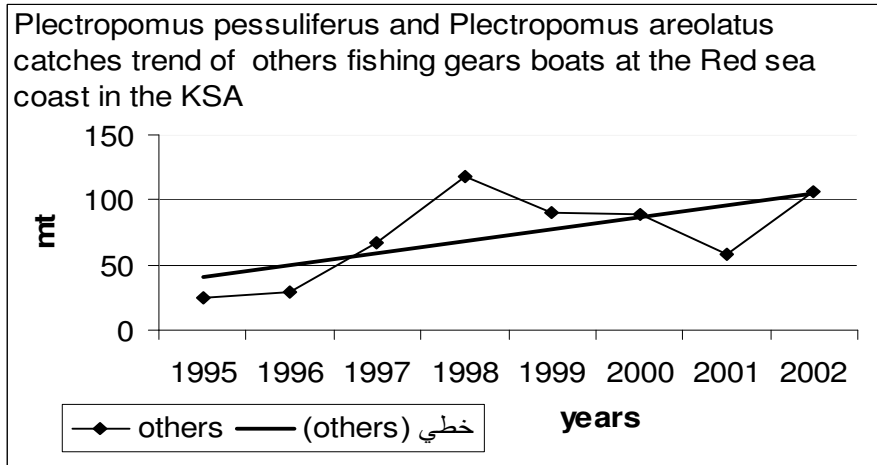 Plectropomus pessuliferus and Plectropomus areolatus
catches trend of others fishing gears boats at the Red sea
coast in the KSA
150
100
50
0
mt
1995 1996 1997 1998 1999 2000 2001 2002
years
others
خطي (others)